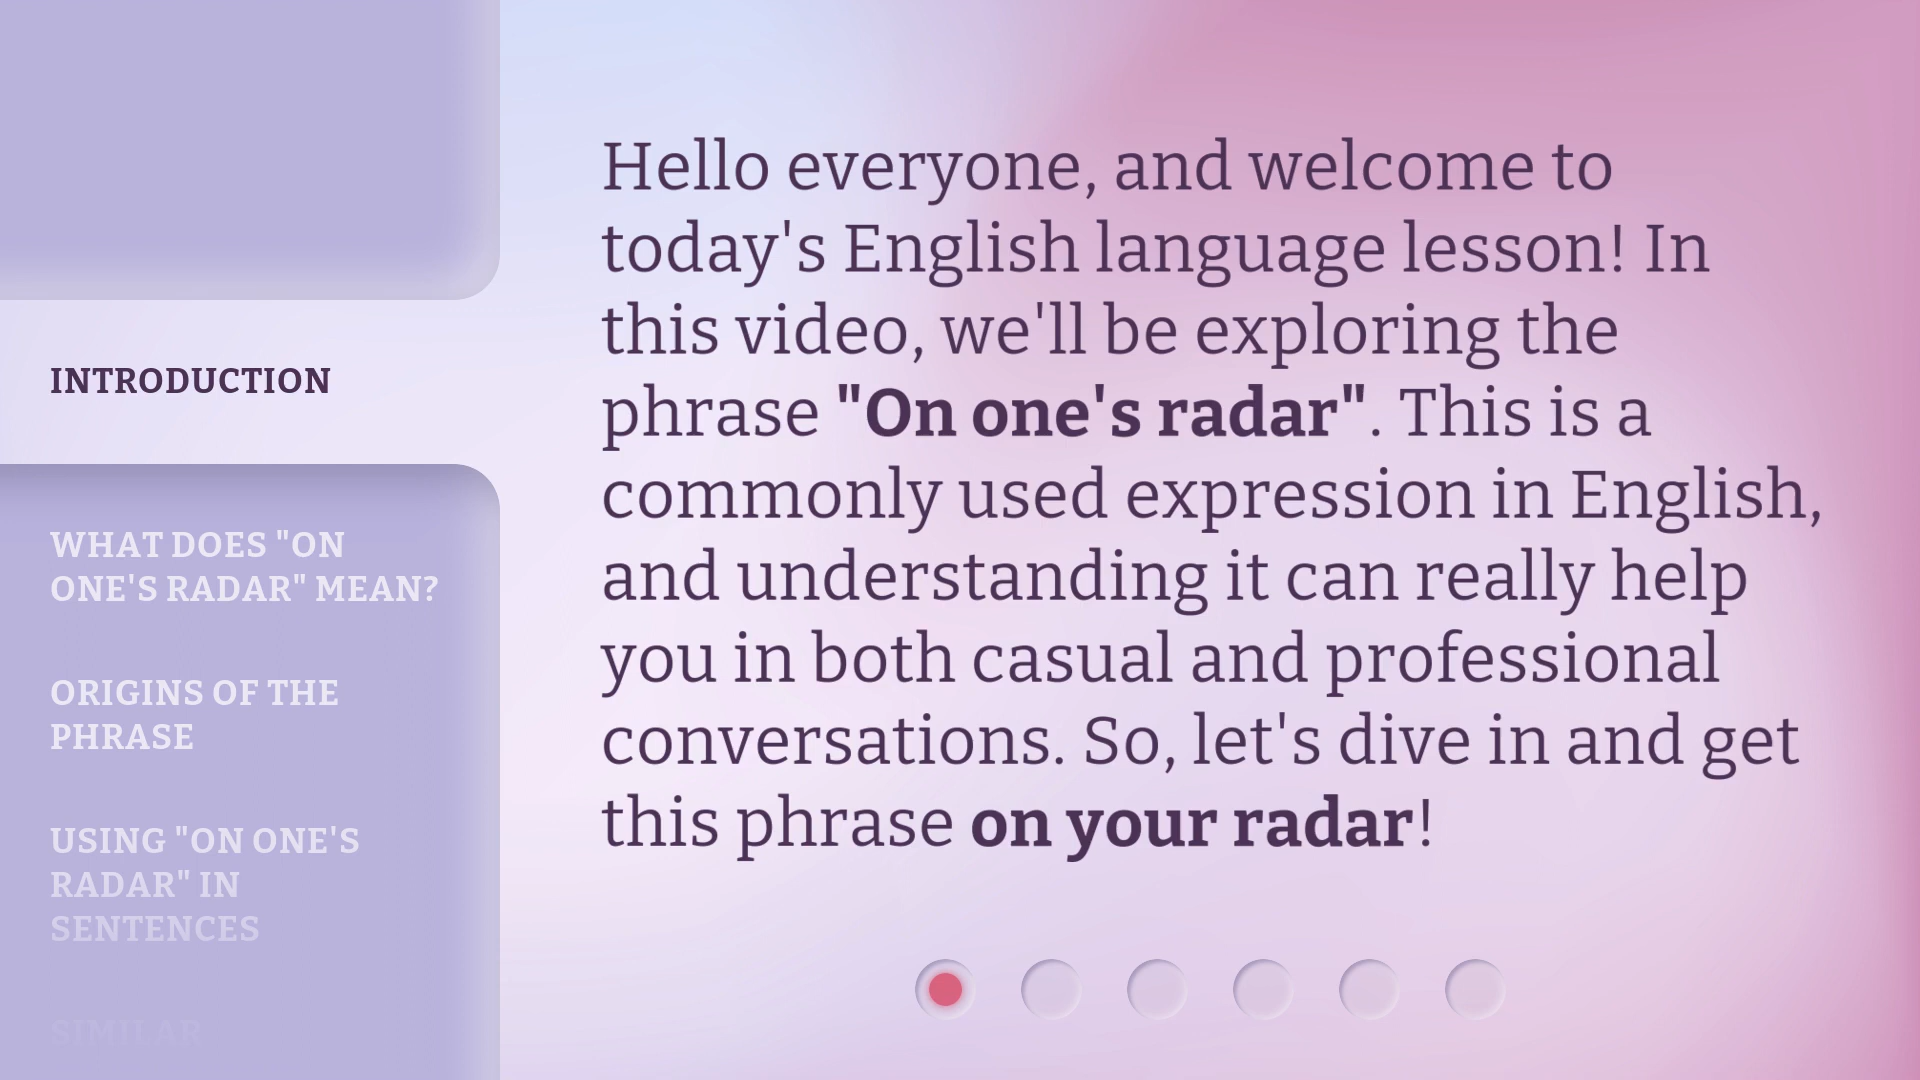 INTRODUCTION
WHAT DOES "ON
ONE'S RADAR" MEAN?
ORIGINS OF THE
PHRASE
USING "ON ONE'S
RADAR" IN
SENTENCES
SIMILAR
Hello everyone, and welcome to
today's English language lesson! In
this video, we'll be exploring the
phrase "On one's radar". This is a
commonly used expression in English,
and understanding it can really help
you in both casual and professional
conversations. So, let's dive in and get
this phrase on your radar!